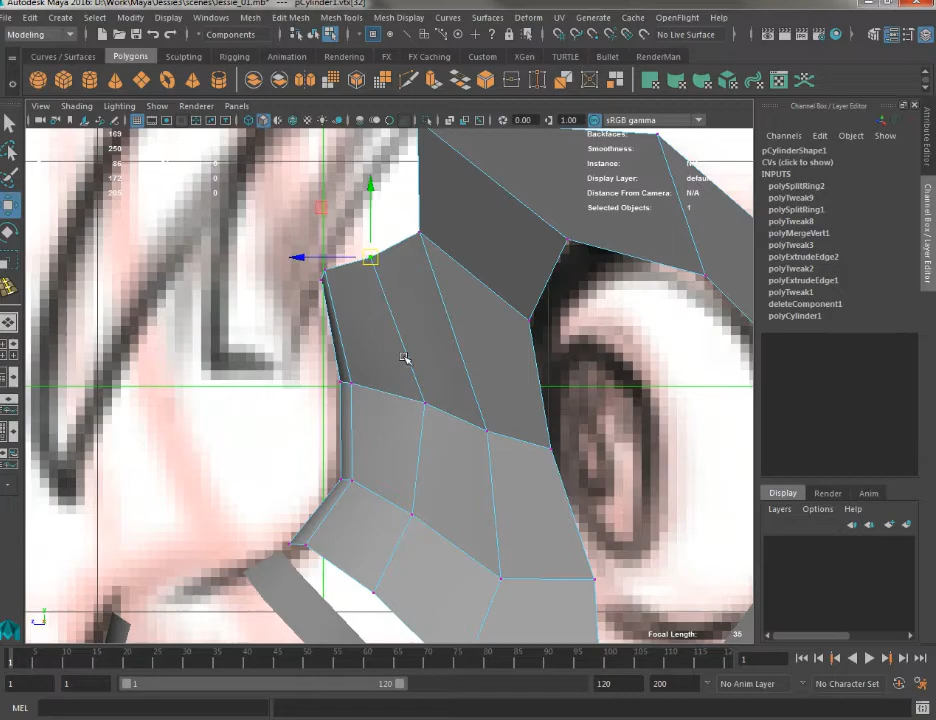 Autodesk Maya 2016: D:\Work\Maya\Jessie3\scenes\Jessie_01.mb* - pCylinder1.vtx[32]
Edit Create Select Modify Display Windows Mesh Edit Mesh Mesh Tools Mesh Display Curves Surfaces Deform UV Generate Cache OpenFlight Help
Modeling Components No Live Surface
Curves / Surfaces Polygons Sculpting Rigging Animation Rendering FX FX Caching Custom XGen TURTLE Bullet RenderMan
View Shading Lighting Show Renderer Panels
0.00 1.00 sRGB gamma
169
250
86 0
172 0
205 0
Backfaces:
Smoothness:
Instance:
Display Layer: defau
Distance From Camera: N/A
Selected Objects: 1
Focal Length: 35
Channel Box / Layer Editor
Channels Edit Object Show
pCylinderShape1
CVs (click to show)
INPUTS
polySplitRing2
polyTweak9
polySplitRing1
polyTweak8
polyMergeVert1
polyTweak3
polyExtrudeEdge2
polyTweak2
polyExtrudeEdge1
polyTweak1
deleteComponent1
polyCylinder1
Display Render Anim
Layers Options Help
Attribute Editor
Channel Box / Layer Editor
5 10 15 20 25 30 35 40 45 50 55 60 65 70 75 80 85 90 95 100 105 110 115 12
1
1 1 1 120 120 200 No Anim Layer No Character Set
MEL